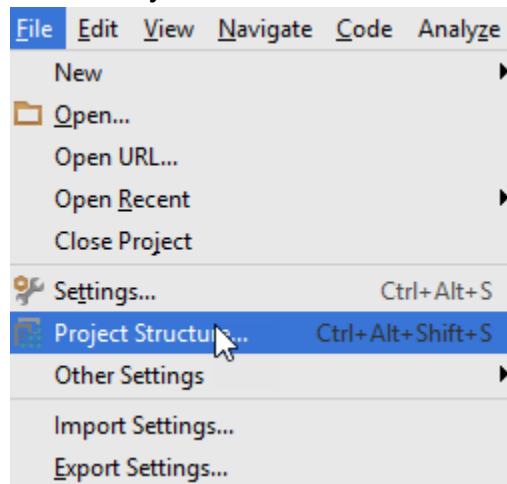 File Edit View Navigate Code Analyze
New
Open...
Open URL...
Open Recent
Close Project
Settings... Ctrl+Alt+S
Project Structure... Ctrl+Alt+Shift+S
Other Settings
Import Settings...
Export Settings...